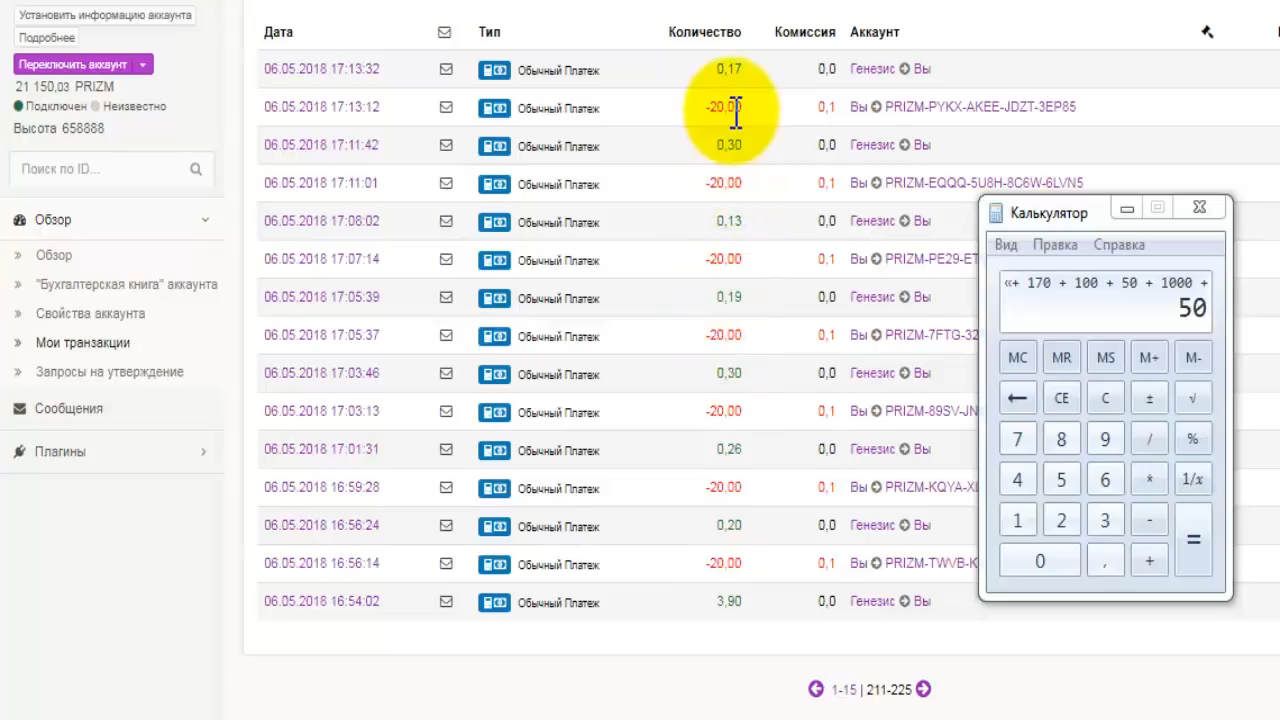 Установить информацию аккаунта
Подробнее
Переключить аккаунт
21 150,03 PRIZM
Подключен Неизвестно
Высота 658888
Поиск по ID...
Обзор
Обзор
"Бухгалтерская книга" аккаунта
Свойства аккаунта
Мои транзакции
Запросы на утверждение
Сообщения
Плагины
Дата Тип Количество Комиссия Аккаунт
06.05.2018 17:13:32 Обычный Платеж 0,17 0,0 Генезис Вы
06.05.2018 17:13:12 Обычный Платеж -20,00 0,1 Вы PRIZM-PYKX-AKEE-JDZT-3EP85
06.05.2018 17:11:42 Обычный Платеж 0,30 0,0 Генезис Вы
06.05.2018 17:11:01 Обычный Платеж -20,00 0,1 Вы PRIZM-EQQQ-5U8H-8C6W-6LVN5
06.05.2018 17:08:02 Обычный Платеж 0,13 0,0 Генезис Вы
06.05.2018 17:07:14 Обычный Платеж -20,00 0,1 Вы PRIZM-PE29-ET
06.05.2018 17:05:39 Обычный Платеж 0,19 0,0 Генезис Вы
06.05.2018 17:05:37 Обычный Платеж -20,00 0,1 Вы PRIZM-7FTG-32
06.05.2018 17:03:46 Обычный Платеж 0,30 0,0 Генезис Вы
06.05.2018 17:03:13 Обычный Платеж -20,00 0,1 Вы PRIZM-89SV-JN
06.05.2018 17:01:31 Обычный Платеж 0,26 0,0 Генезис Вы
06.05.2018 16:59:28 Обычный Платеж -20,00 0,1 Вы PRIZM-KQYA-XL
06.05.2018 16:56:24 Обычный Платеж 0,20 0,0 Генезис Вы
06.05.2018 16:56:14 Обычный Платеж -20,00 0,1 Вы PRIZM-TWVB-K
06.05.2018 16:54:02 Обычный Платеж 3,90 0,0 Генезис Вы
1-15 | 211-225
Калькулятор
Вид Правка Справка
«+ 170 + 100 + 50 + 1000 +
50
MC MR MS M+ M-
← CE C ± √
7 8 9 / %
4 5 6 * 1/x
1 2 3 - =
0 , +